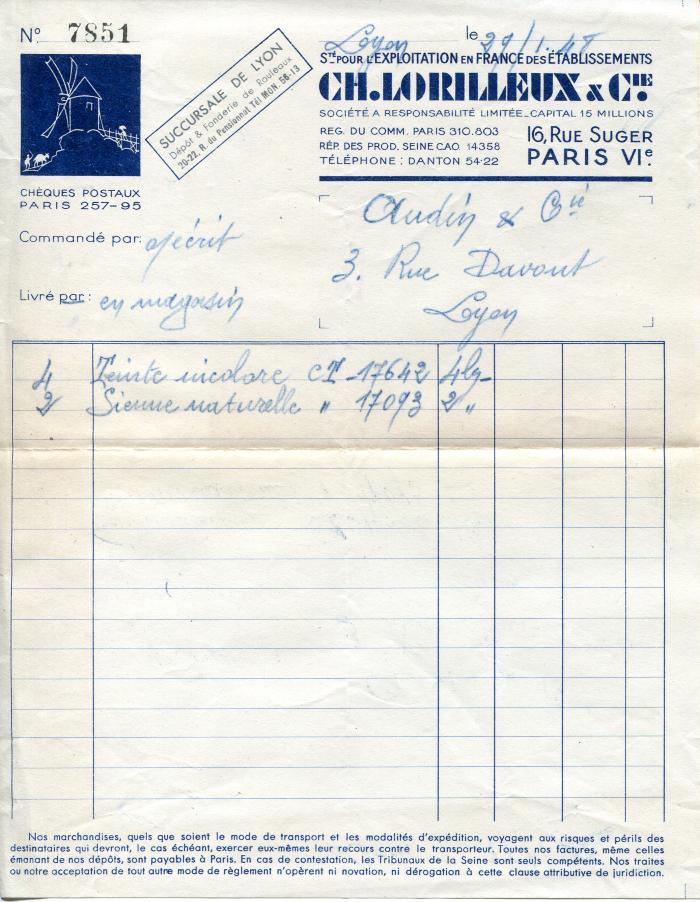 Nº 7851
Lyon le 27/1.47
SUCCURSALE DE LYON
Dépôt & Fonderie de Rouleaux
20-22, R. du Pensionnat Tél MON. 56-13
Sté POUR L'EXPLOITATION EN FRANCE DES ÉTABLISSEMENTS
CH. LORILLEUX & CIE.
SOCIÉTÉ A RESPONSABILITÉ LIMITÉE_CAPITAL 15 MILLIONS
REG. DU COMM. PARIS 310.803
RÉP. DES PROD. SEINE CAO. 14358
TÉLÉPHONE : DANTON 54-22
16, RUE SUGER
PARIS VIe
CHÈQUES POSTAUX
PARIS 257-95
Commandé par: écrit
Livré par : en magasin
Audin & Cie
3. Rue Davout
Lyon
4 Teinte incolore CT - 17642 4kg-
2 Sienne naturelle " 17093 2 "
Nos marchandises, quels que soient le mode de transport et les modalités d'expédition, voyagent aux risques et périls des
destinataires qui devront, le cas échéant, exercer eux-mêmes leur recours contre le transporteur. Toutes nos factures, même celles
émanant de nos dépôts, sont payables à Paris. En cas de contestation, les Tribunaux de la Seine sont seuls compétents. Nos traites
ou notre acceptation de tout autre mode de règlement n'opèrent ni novation, ni dérogation à cette clause attributive de juridiction.